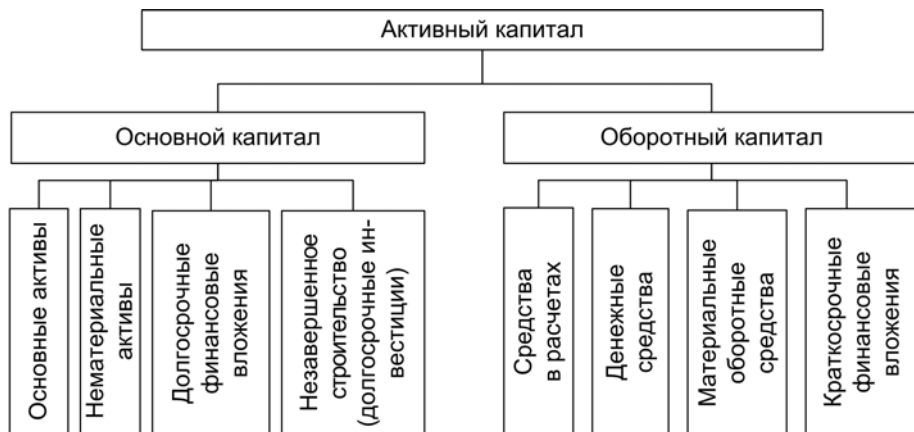 Активный капитал
Основной капитал
Оборотный капитал
Основные активы
Нематериальные
активы
Долгосрочные
финансовые
вложения
Незавершенное
строительство
(долгосрочные ин-
вестиции)
Средства
в расчетах
Денежные
средства
Материальные
оборотные
средства
Краткосрочные
финансовые
вложения